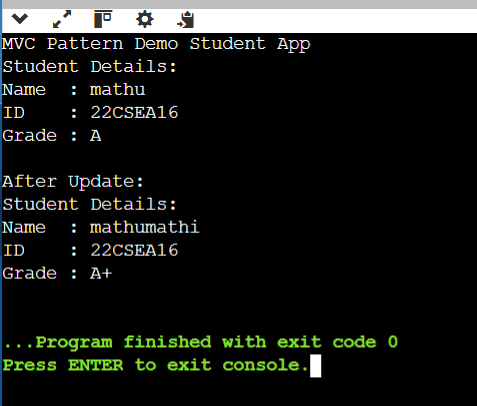 MVC Pattern Demo Student App
Student Details:
Name  : mathu
ID    : 22CSEA16
Grade : A

After Update:
Student Details:
Name  : mathumathi
ID    : 22CSEA16
Grade : A+

...Program finished with exit code 0
Press ENTER to exit console.